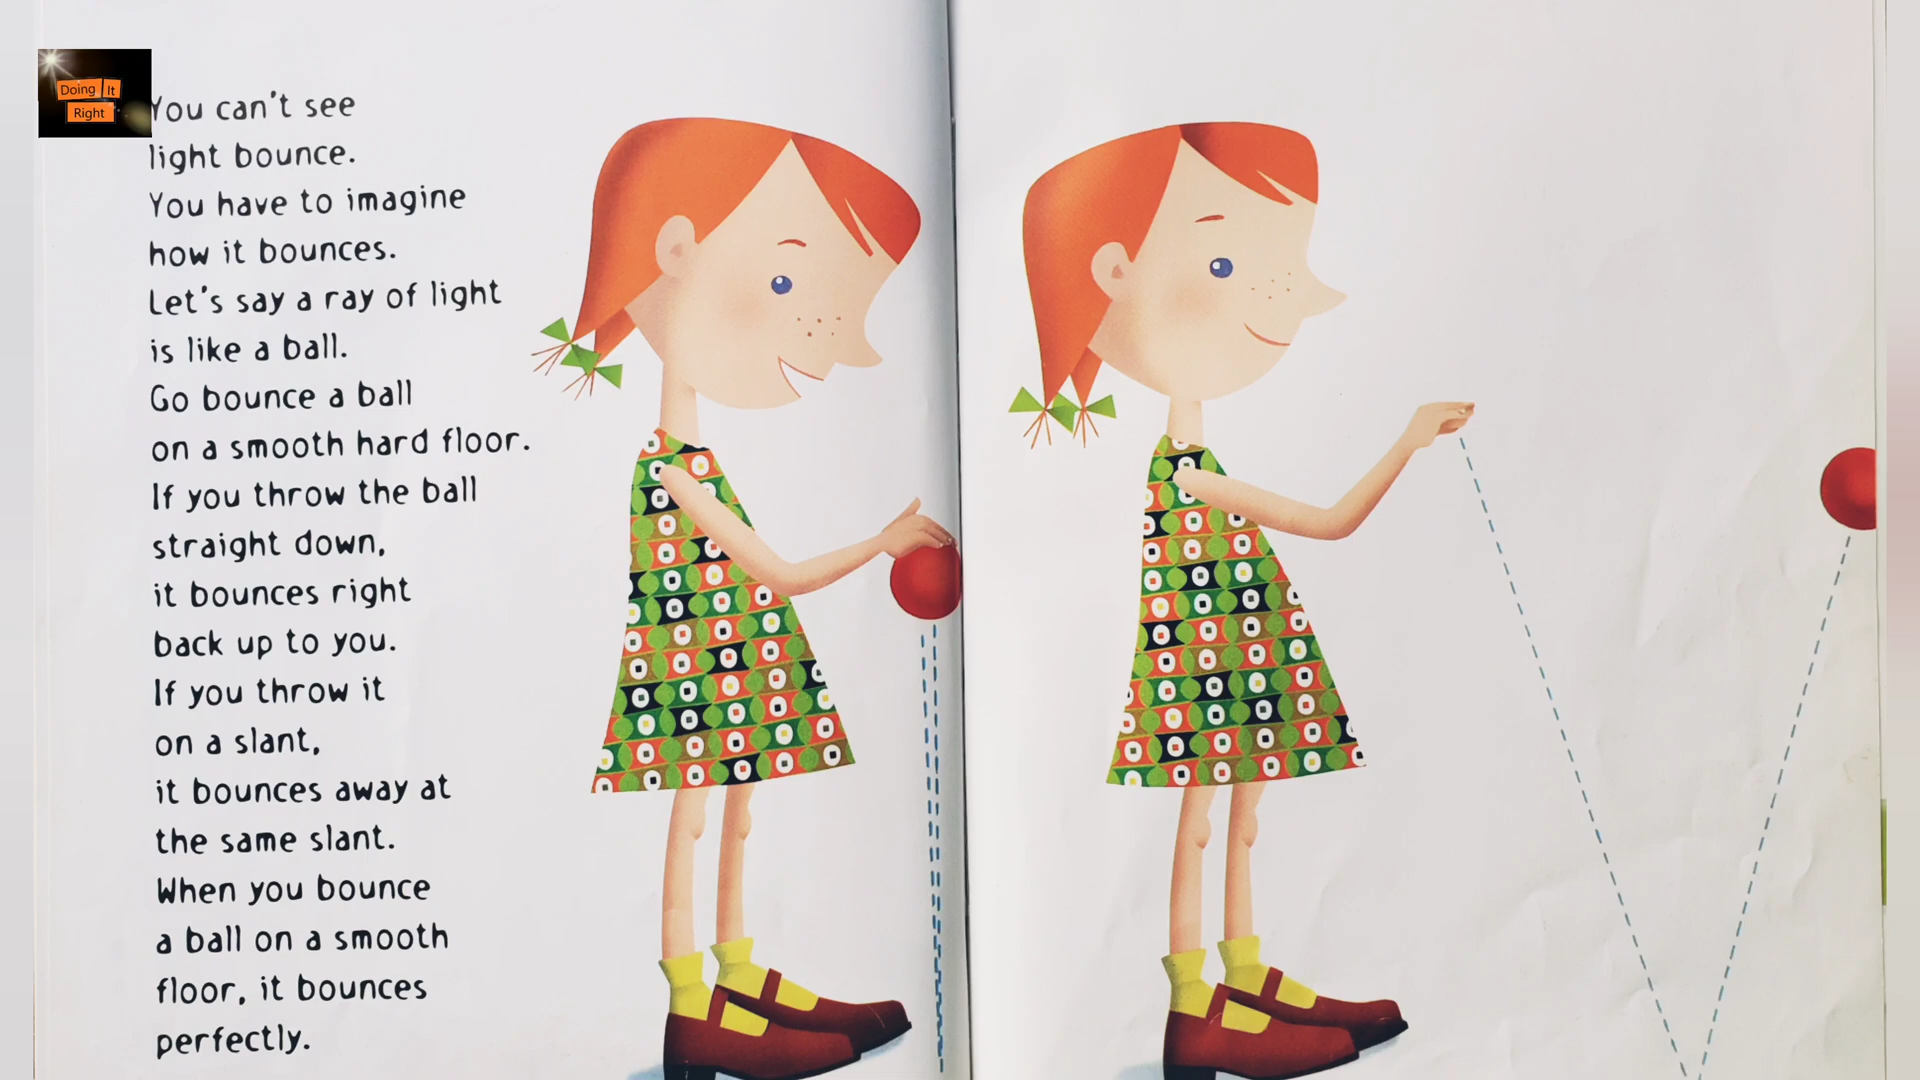 Doing It
Right
You can't see
light bounce.
You have to imagine
how it bounces.
Let's say a ray of light
is like a ball.
Go bounce a ball
on a smooth hard floor.
If you throw the ball
straight down,
it bounces right
back up to you.
If you throw it
on a slant,
it bounces away at
the same slant.
When you bounce
a ball on a smooth
floor, it bounces
perfectly.